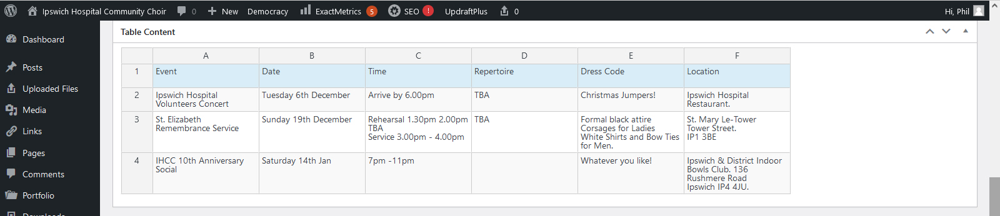 Ipswich Hospital Community Choir 0 New Democracy ExactMetrics 5 SEO ! UpdraftPlus 0 Hi, Phil
Dashboard
Posts
Uploaded Files
Media
Links
Pages
Comments
Portfolio
Downloads
Table Content
A B C D E F
1 Event Date Time Repertoire Dress Code Location
2 Ipswich Hospital
Volunteers Concert
Tuesday 6th December
Arrive by 6.00pm
TBA
Christmas Jumpers!
Ipswich Hospital
Restaurant.
3 St. Elizabeth
Remembrance Service
Sunday 19th December
Rehearsal 1.30pm 2.00pm
TBA
Service 3.00pm - 4.00pm
TBA
Formal black attire
Corsages for Ladies
White Shirts and Bow Ties
for Men.
St. Mary Le-Tower
Tower Street.
IP1 3BE
4 IHCC 10th Anniversary
Social
Saturday 14th Jan
7pm -11pm
Whatever you like!
Ipswich & District Indoor
Bowls Club. 136
Rushmere Road
Ipswich IP4 4JU.